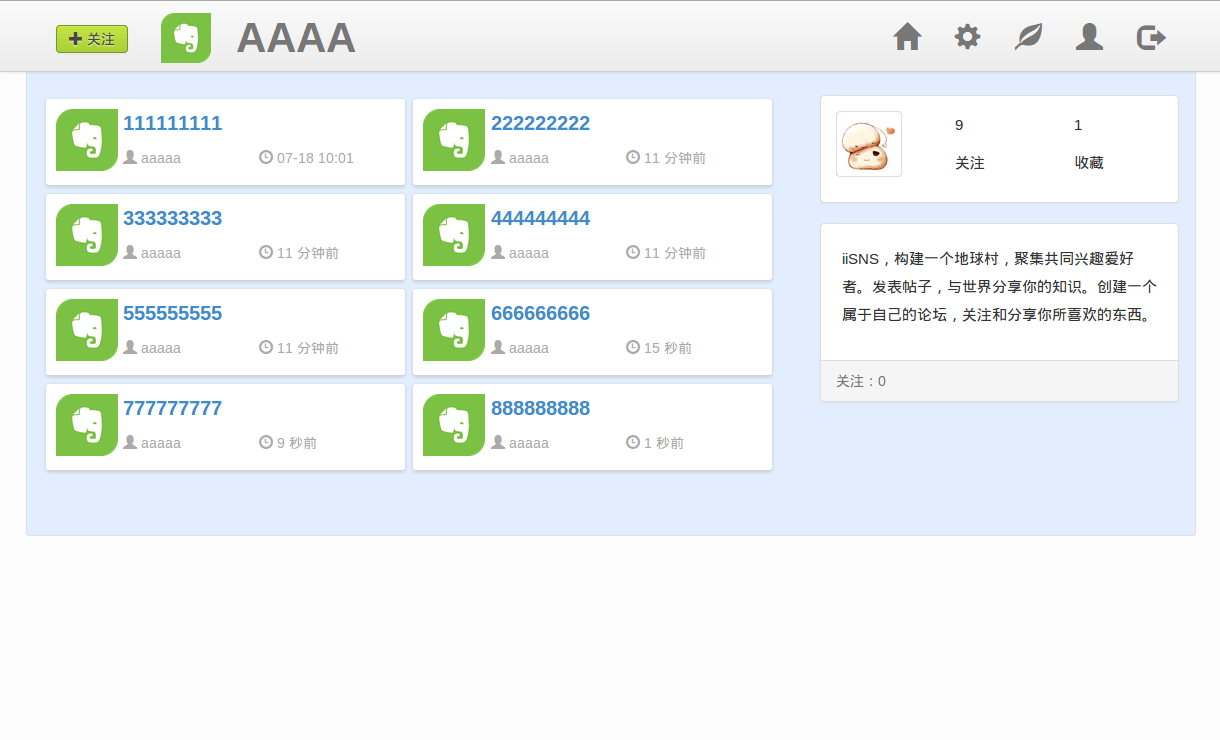 关注
AAAA
111111111
aaaaa 07-18 10:01
222222222
aaaaa 11 分钟前
333333333
aaaaa 11 分钟前
444444444
aaaaa 11 分钟前
555555555
aaaaa 11 分钟前
666666666
aaaaa 15 秒前
777777777
aaaaa 9 秒前
888888888
aaaaa 1 秒前
9 1
关注 收藏
iiSNS，构建一个地球村，聚集共同兴趣爱好
者。发表帖子，与世界分享你的知识。创建一个
属于自己的论坛，关注和分享你所喜欢的东西。
关注：0